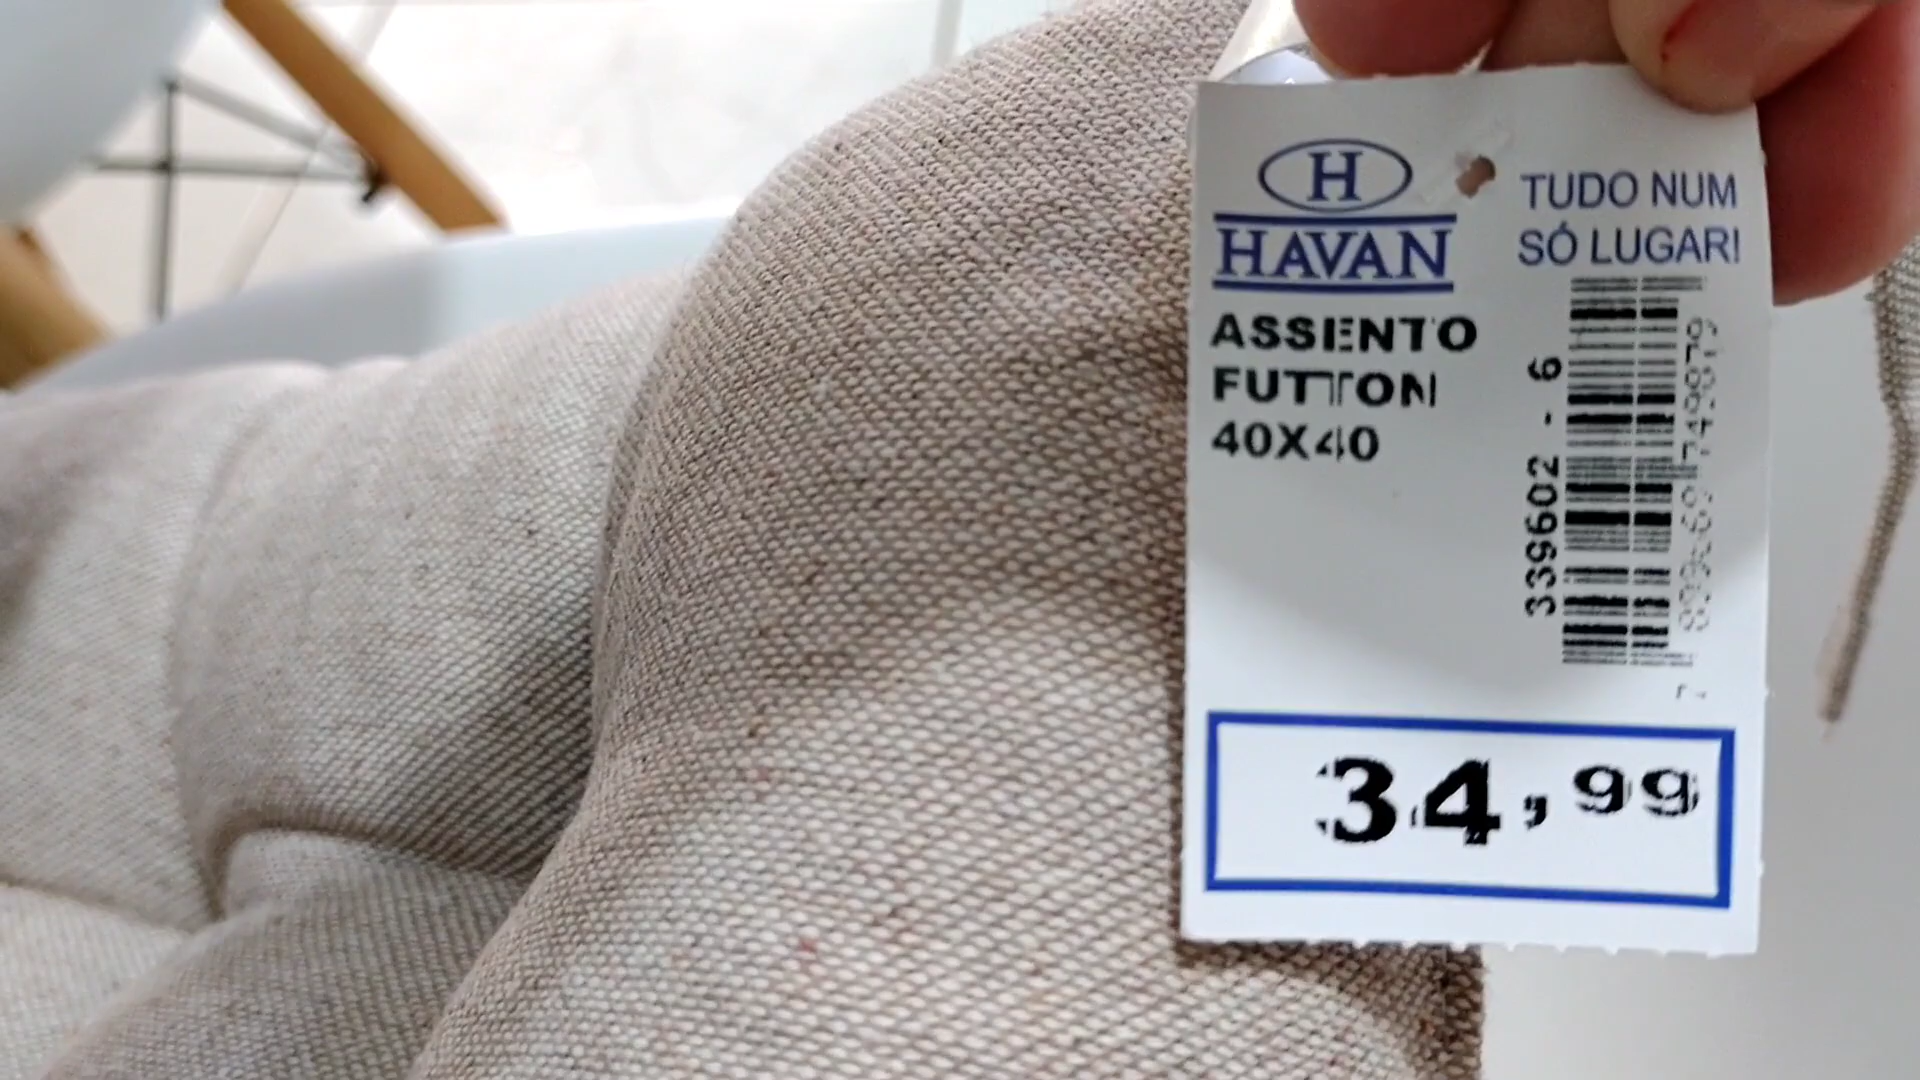 H
HAVAN
TUDO NUM
SÓ LUGAR!
ASSENTO
FUTTON
40X40
339602 - 6
34,99